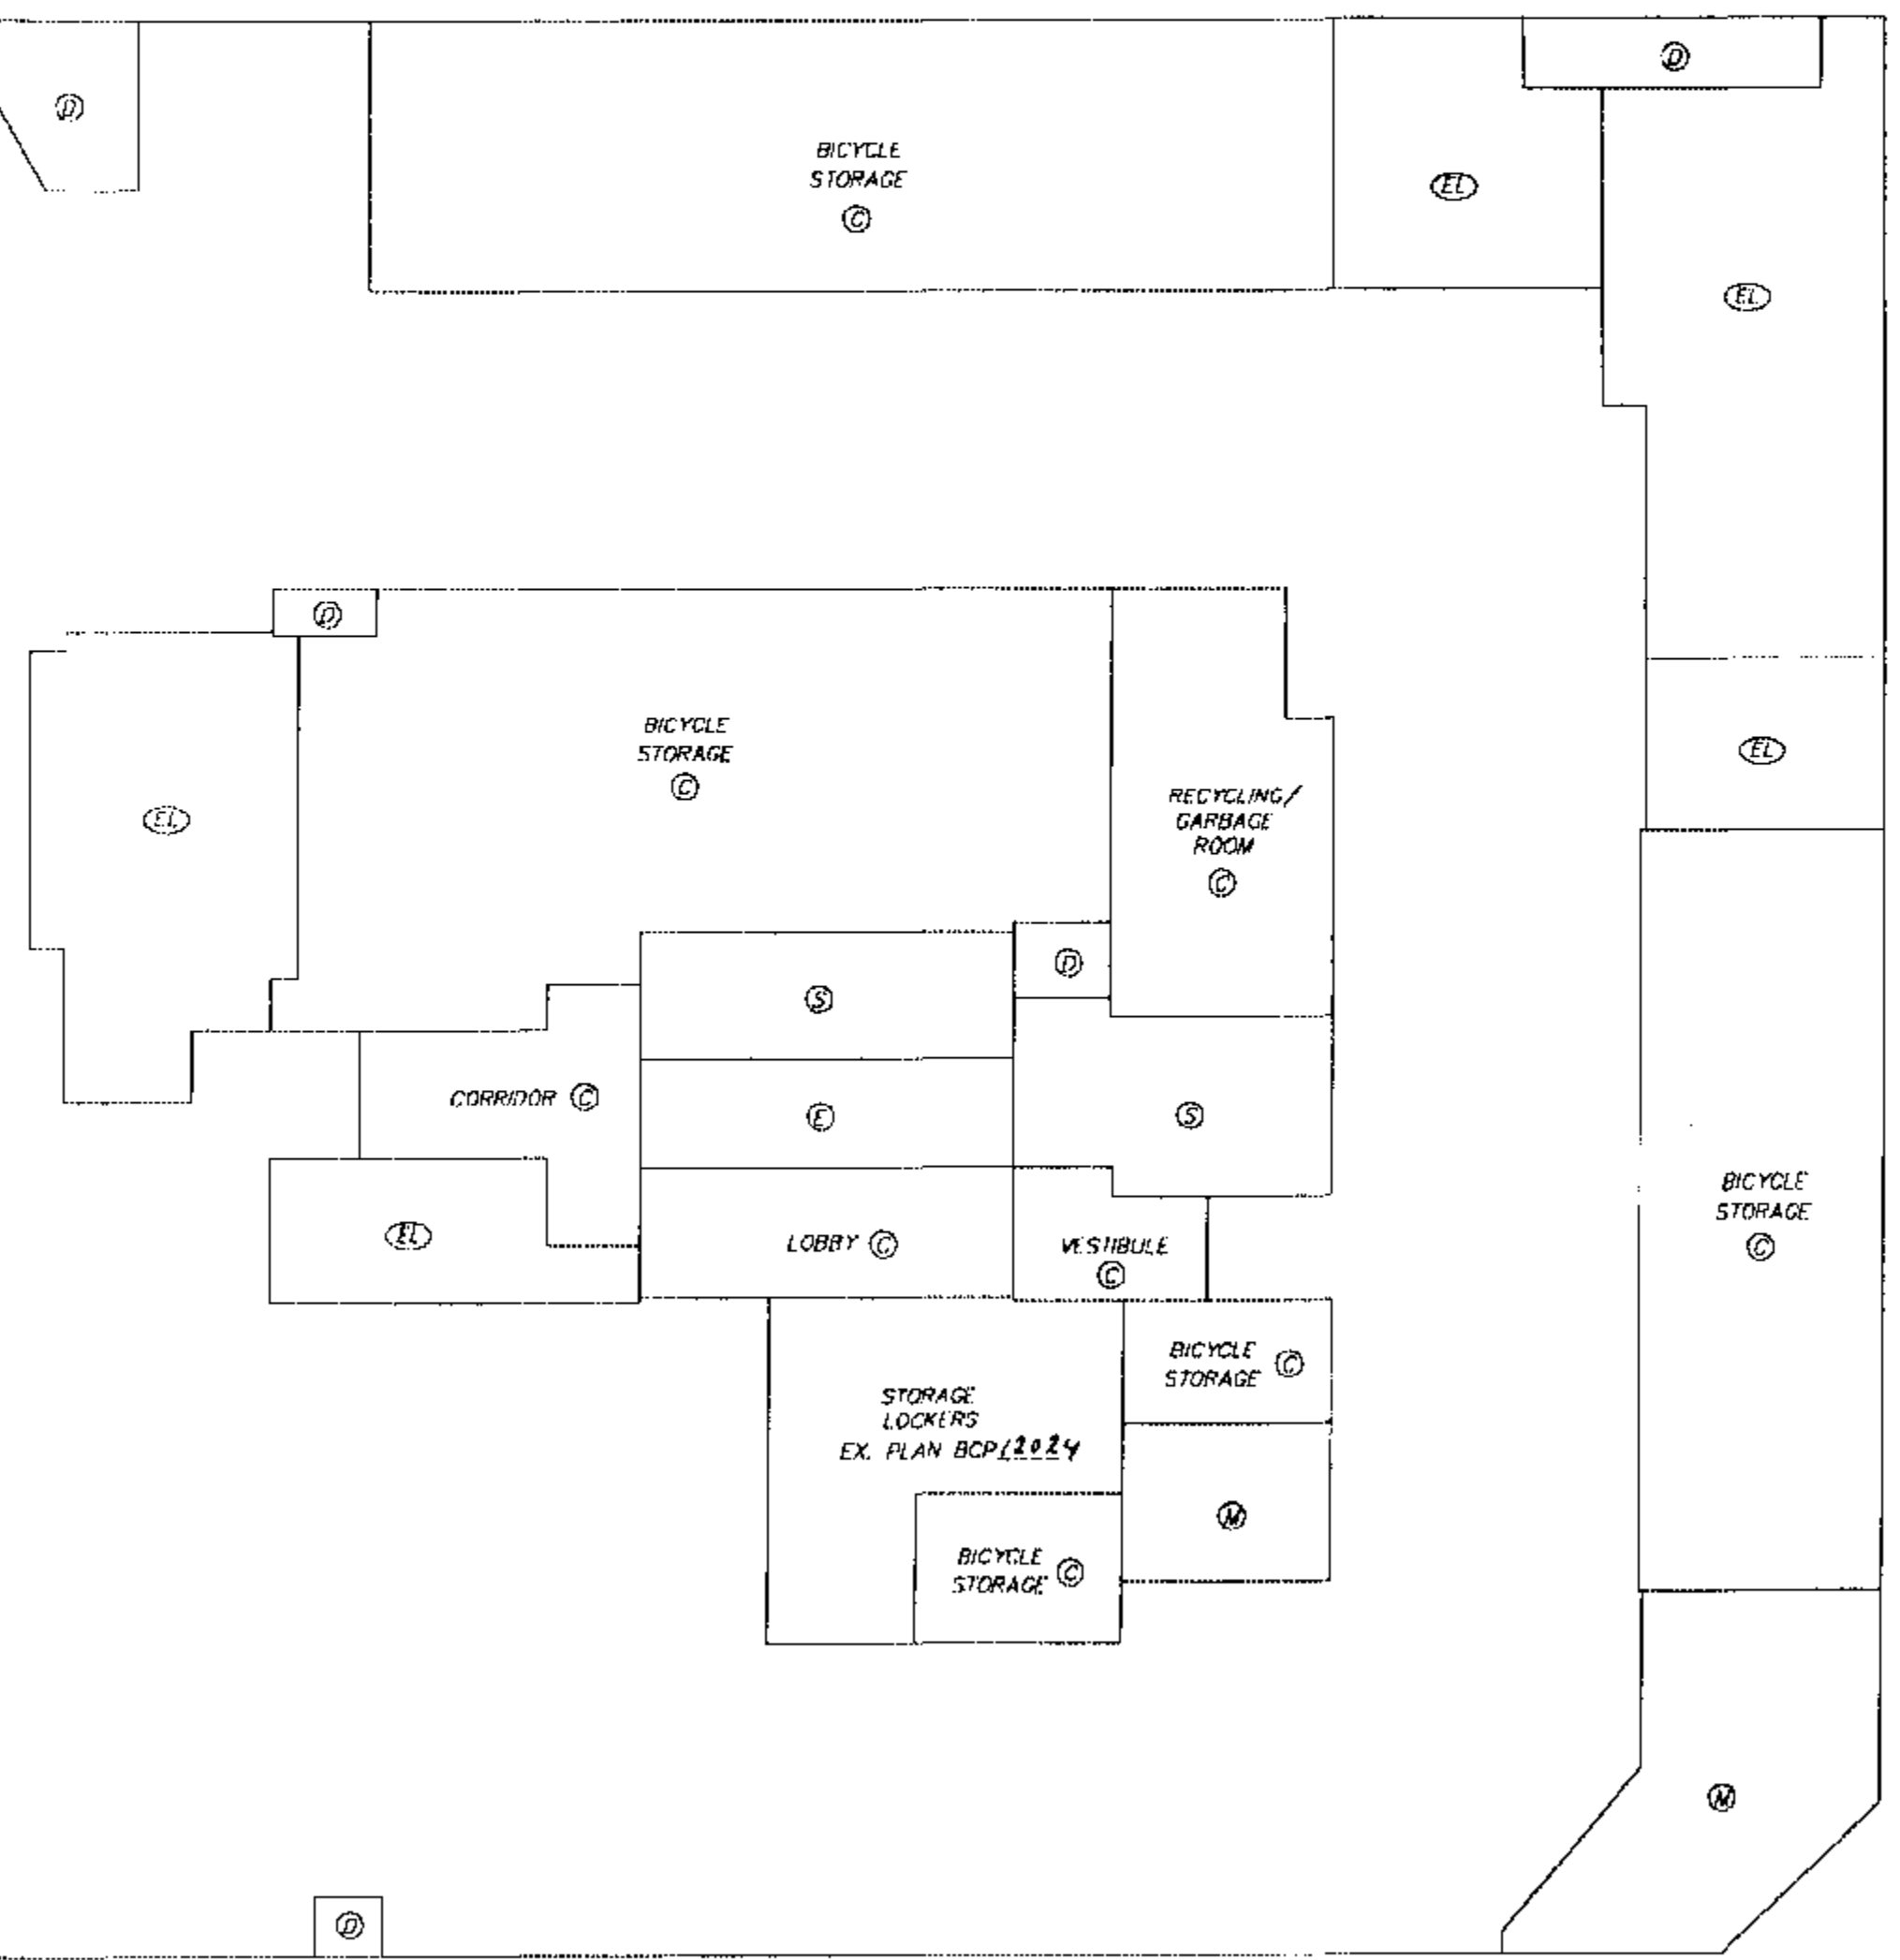 D
D
BICYCLE
STORAGE
C
EL
EL
D
BICYCLE
STORAGE
C
EL
EL
RECYCLING/
GARBAGE
ROOM
C
D
S
CORRIDOR C
E
S
BICYCLE
STORAGE
C
EL
LOBBY C
VESTIBULE
C
BICYCLE
STORAGE C
STORAGE
LOCKERS
EX. PLAN BCP12024
M
BICYCLE
STORAGE C
M
D